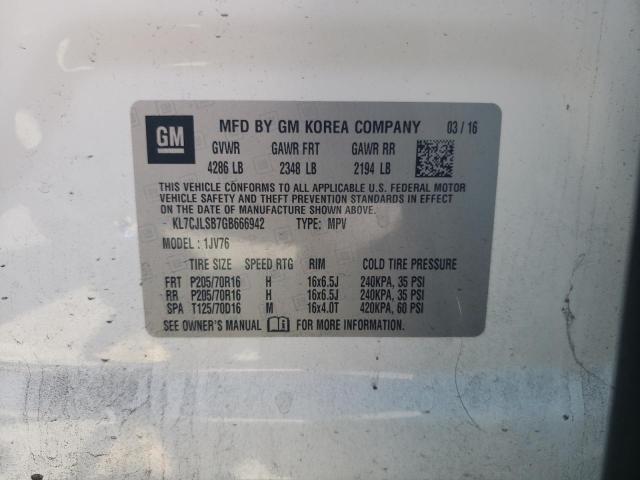 GM MFD BY GM KOREA COMPANY 03/16
GVWR GAWR FRT GAWR RR
4286 LB 2348 LB 2194 LB
THIS VEHICLE CONFORMS TO ALL APPLICABLE U.S. FEDERAL MOTOR
VEHICLE SAFETY AND THEFT PREVENTION STANDARDS IN EFFECT ON
THE DATE OF MANUFACTURE SHOWN ABOVE.
KL7CJLSB7GB666942 TYPE: MPV
MODEL: 1JV76
TIRE SIZE SPEED RTG RIM COLD TIRE PRESSURE
FRT P205/70R16 H 16x6.5J 240KPA, 35 PSI
RR P205/70R16 H 16x6.5J 240KPA, 35 PSI
SPA T125/70D16 M 16x4.0T 420KPA, 60 PSI
SEE OWNER'S MANUAL FOR MORE INFORMATION.